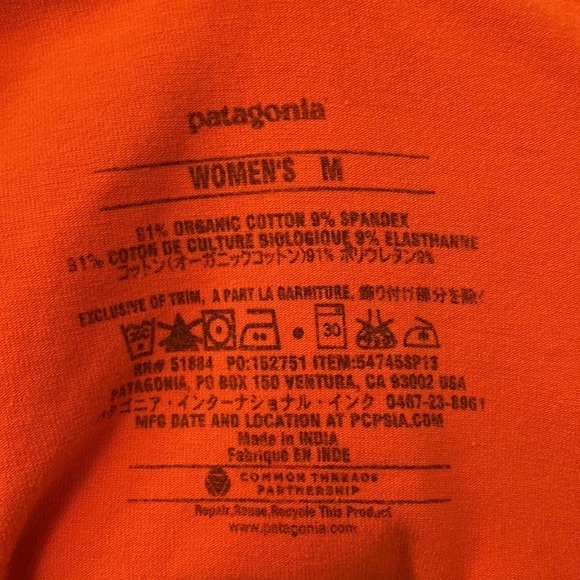 patagonia
WOMEN'S M
91% ORGANIC COTTON 9% SPANDEX
91% COTON DE CULTURE BIOLOGIQUE 9% ELASTHANNE
コットン(オーガニックコットン)91% ポリウレタン9%
EXCLUSIVE OF TRIM, A PART LA GARNITURE, 飾り付け部分を除く
30
RN# 51884 PO:152751 ITEM:54745SP13
PATAGONIA, PO BOX 150 VENTURA, CA 93002 USA
パタゴニア・インターナショナル・インク 0467-23-8961
MFG DATE AND LOCATION AT PCPSIA.COM
Made in INDIA
Fabriqué EN INDE
COMMON THREADS
PARTNERSHIP
Repair,Reuse,Recycle This Product
www.patagonia.com